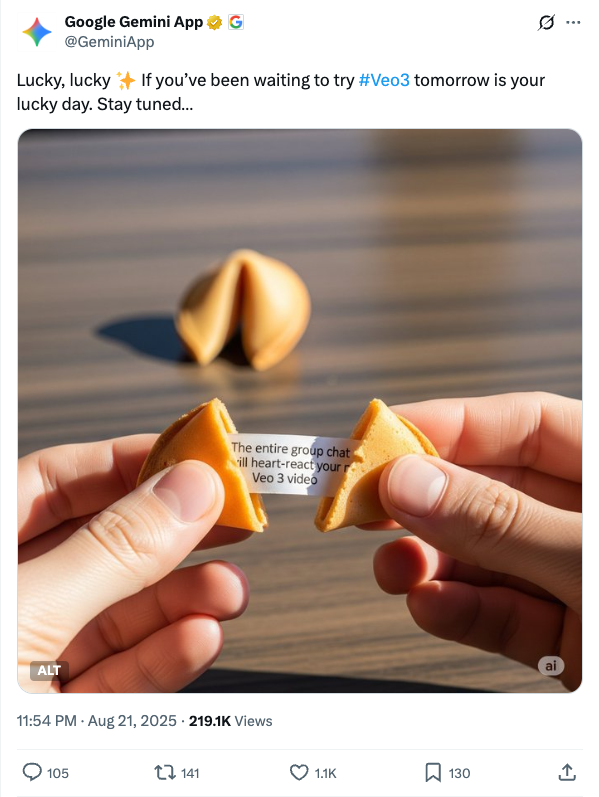 Google Gemini App
@GeminiApp
Lucky, lucky ✨ If you’ve been waiting to try #Veo3 tomorrow is your
lucky day. Stay tuned...
The entire group chat
ill heart-react your
Veo 3 video
ALT
ai
11:54 PM · Aug 21, 2025 · 219.1K Views
105
141
1.1K
130